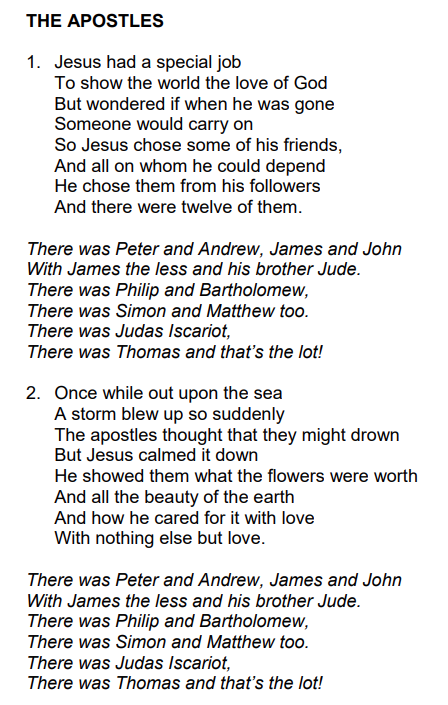 THE APOSTLES
1. Jesus had a special job
To show the world the love of God
But wondered if when he was gone
Someone would carry on
So Jesus chose some of his friends,
And all on whom he could depend
He chose them from his followers
And there were twelve of them.
There was Peter and Andrew, James and John
With James the less and his brother Jude.
There was Philip and Bartholomew,
There was Simon and Matthew too.
There was Judas Iscariot,
There was Thomas and that's the lot!
2. Once while out upon the sea
A storm blew up so suddenly
The apostles thought that they might drown
But Jesus calmed it down
He showed them what the flowers were worth
And all the beauty of the earth
And how he cared for it with love
With nothing else but love.
There was Peter and Andrew, James and John
With James the less and his brother Jude.
There was Philip and Bartholomew,
There was Simon and Matthew too.
There was Judas Iscariot,
There was Thomas and that's the lot!